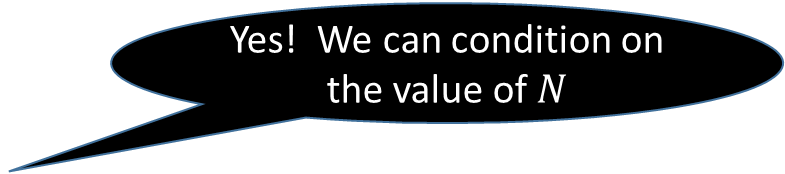 Yes!  We can condition on
the value of N